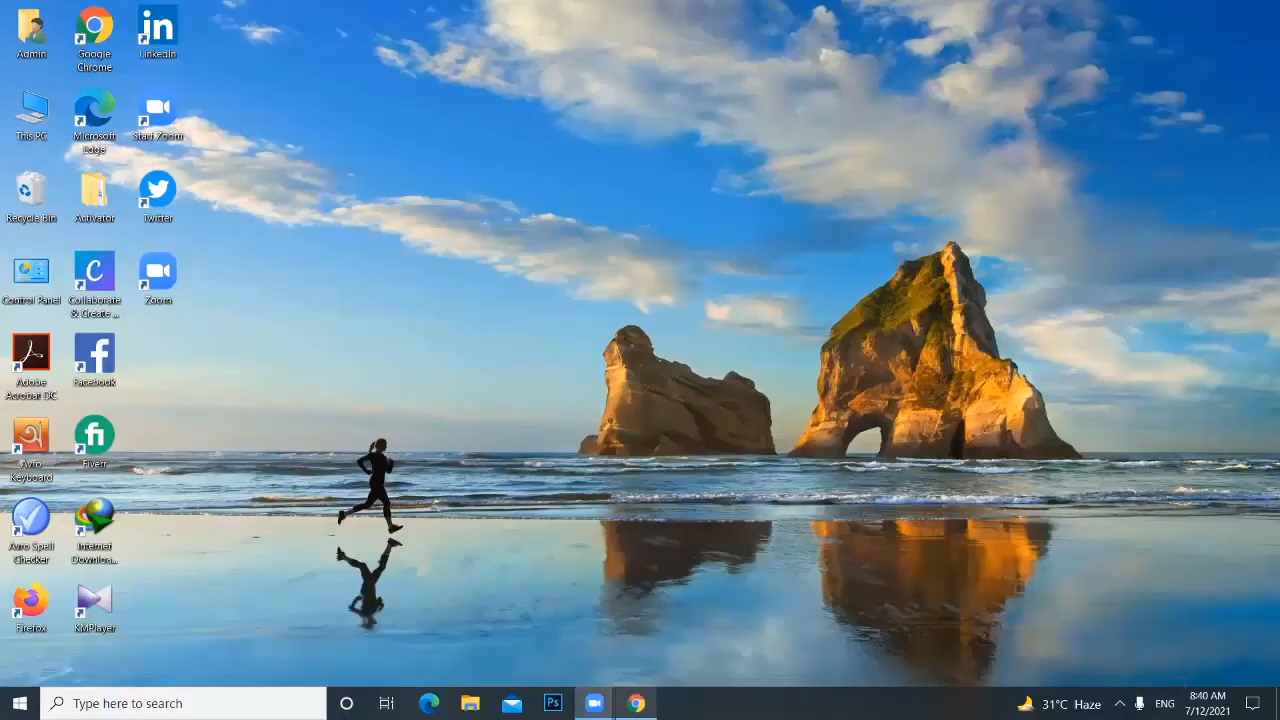 Admin
Google
Chrome
LinkedIn
This PC
Microsoft
Edge
Start Zoom
Recycle Bin
Activator
Twitter
Control Panel
Collaborate
& Create ...
Zoom
Adobe
Acrobat DC
Facebook
Avro
Keyboard
Fiverr
Avro Spell
Checker
Internet
Downloa...
Firefox
KMPlayer
Type here to search
Ps
31°C Haze
ENG
8:40 AM
7/12/2021